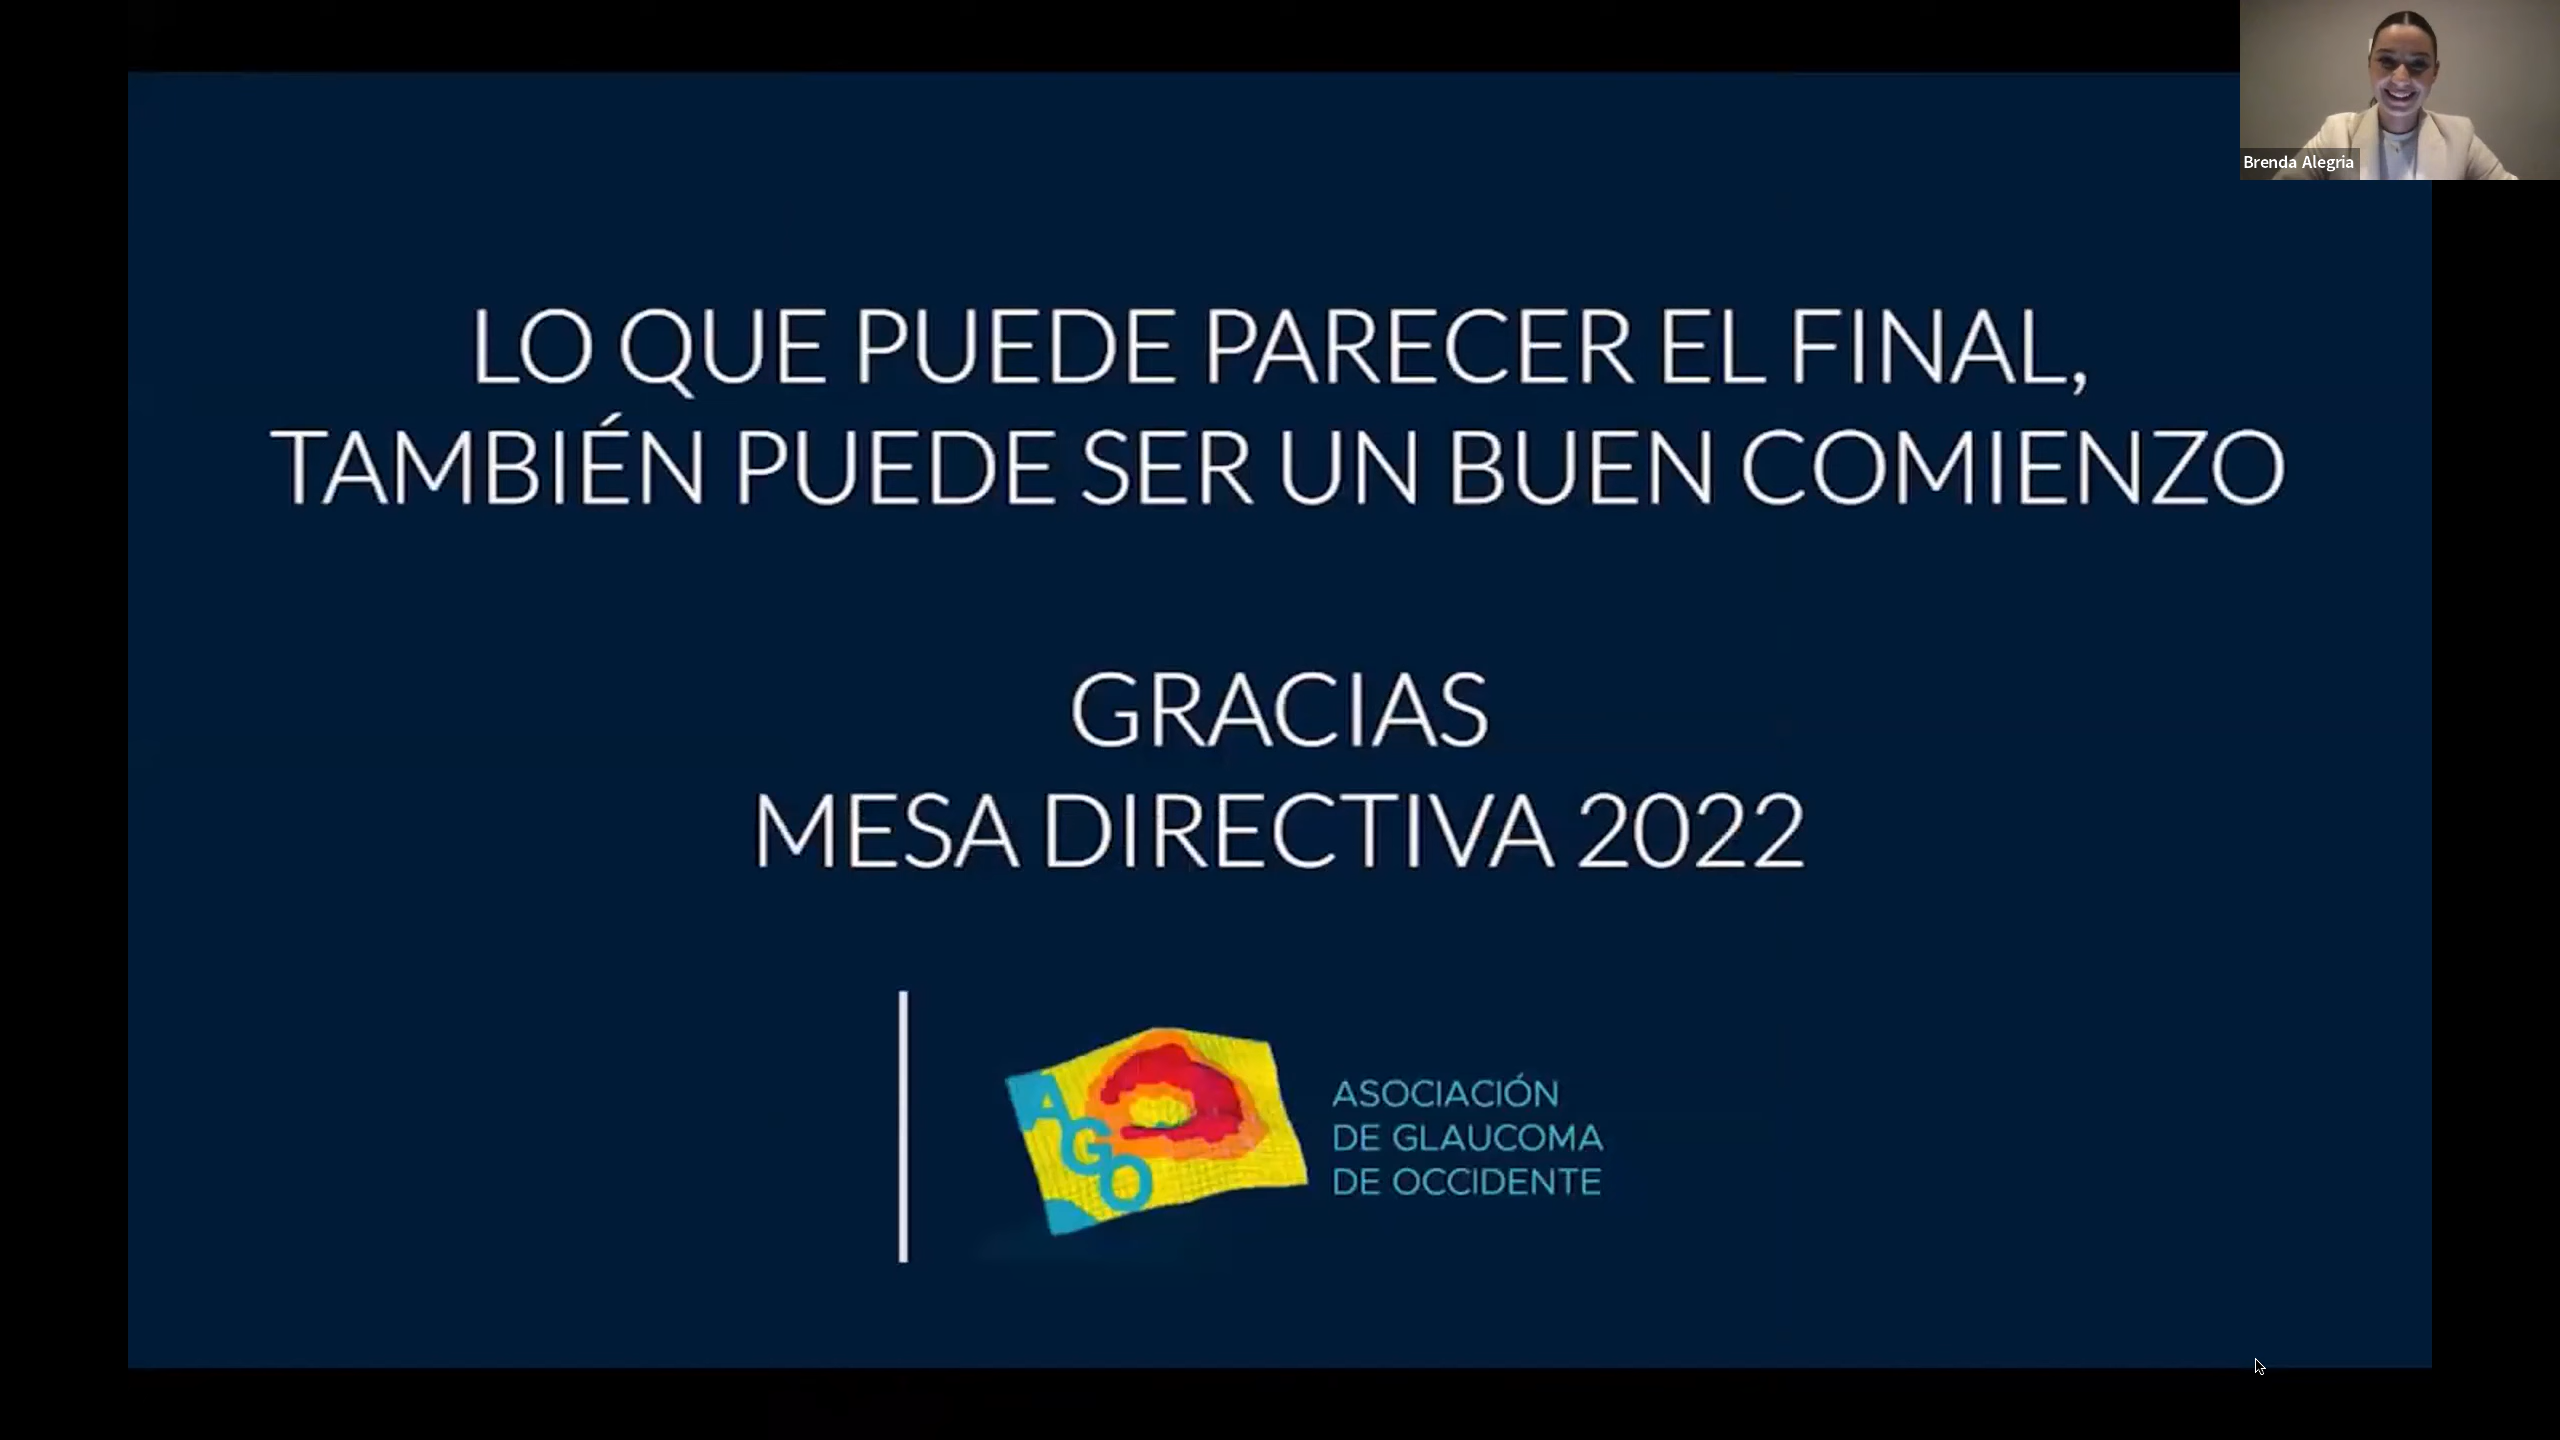 Brenda Alegria
LO QUE PUEDE PARECER EL FINAL,
TAMBIÉN PUEDE SER UN BUEN COMIENZO
GRACIAS
MESA DIRECTIVA 2022
AGO
ASOCIACIÓN
DE GLAUCOMA
DE OCCIDENTE